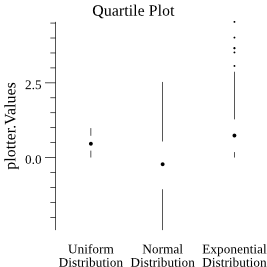 Quartile Plot
plotter.Values
2.5
0.0
Uniform Normal Exponential
Distribution Distribution Distribution